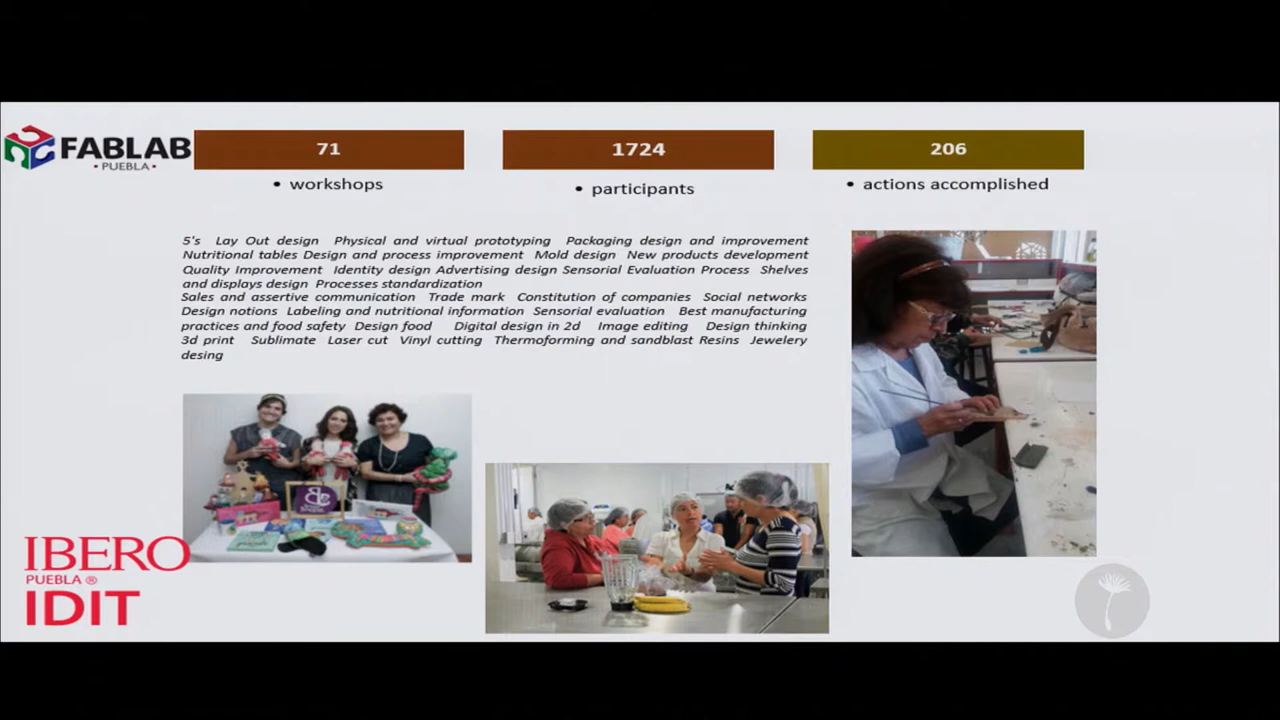 FABLAB
• PUEBLA •
71
1724
206
• workshops
• participants
• actions accomplished
5's Lay Out design Physical and virtual prototyping Packaging design and improvement
Nutritional tables Design and process improvement Mold design New products development
Quality Improvement Identity design Advertising design Sensorial Evaluation Process Shelves
and displays design Processes standardization
Sales and assertive communication Trade mark Constitution of companies Social networks
Design notions Labeling and nutritional information Sensorial evaluation Best manufacturing
practices and food safety Design food Digital design in 2d Image editing Design thinking
3d print Sublimate Laser cut Vinyl cutting Thermoforming and sandblast Resins Jewelery
desing
IBERO
PUEBLA ®
IDIT